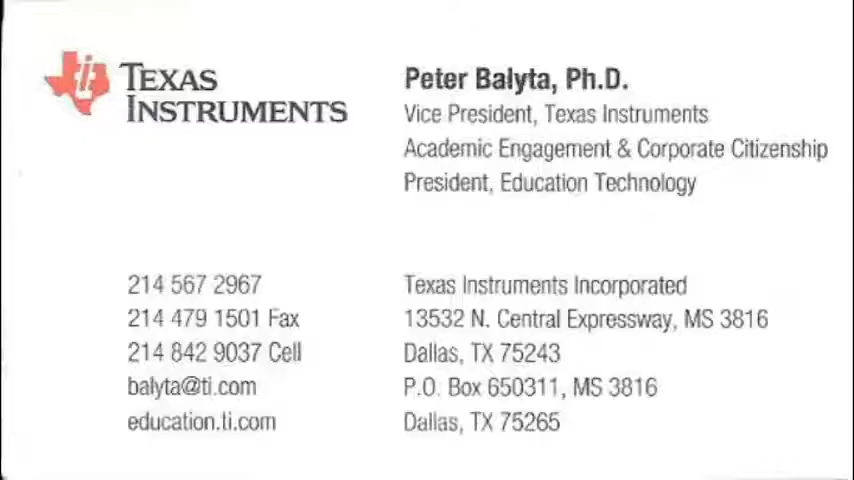 TEXAS
INSTRUMENTS
Peter Balyta, Ph.D.
Vice President, Texas Instruments
Academic Engagement & Corporate Citizenship
President, Education Technology
214 567 2967
214 479 1501 Fax
214 842 9037 Cell
balyta@ti.com
education.ti.com
Texas Instruments Incorporated
13532 N. Central Expressway, MS 3816
Dallas, TX 75243
P.O. Box 650311, MS 3816
Dallas, TX 75265